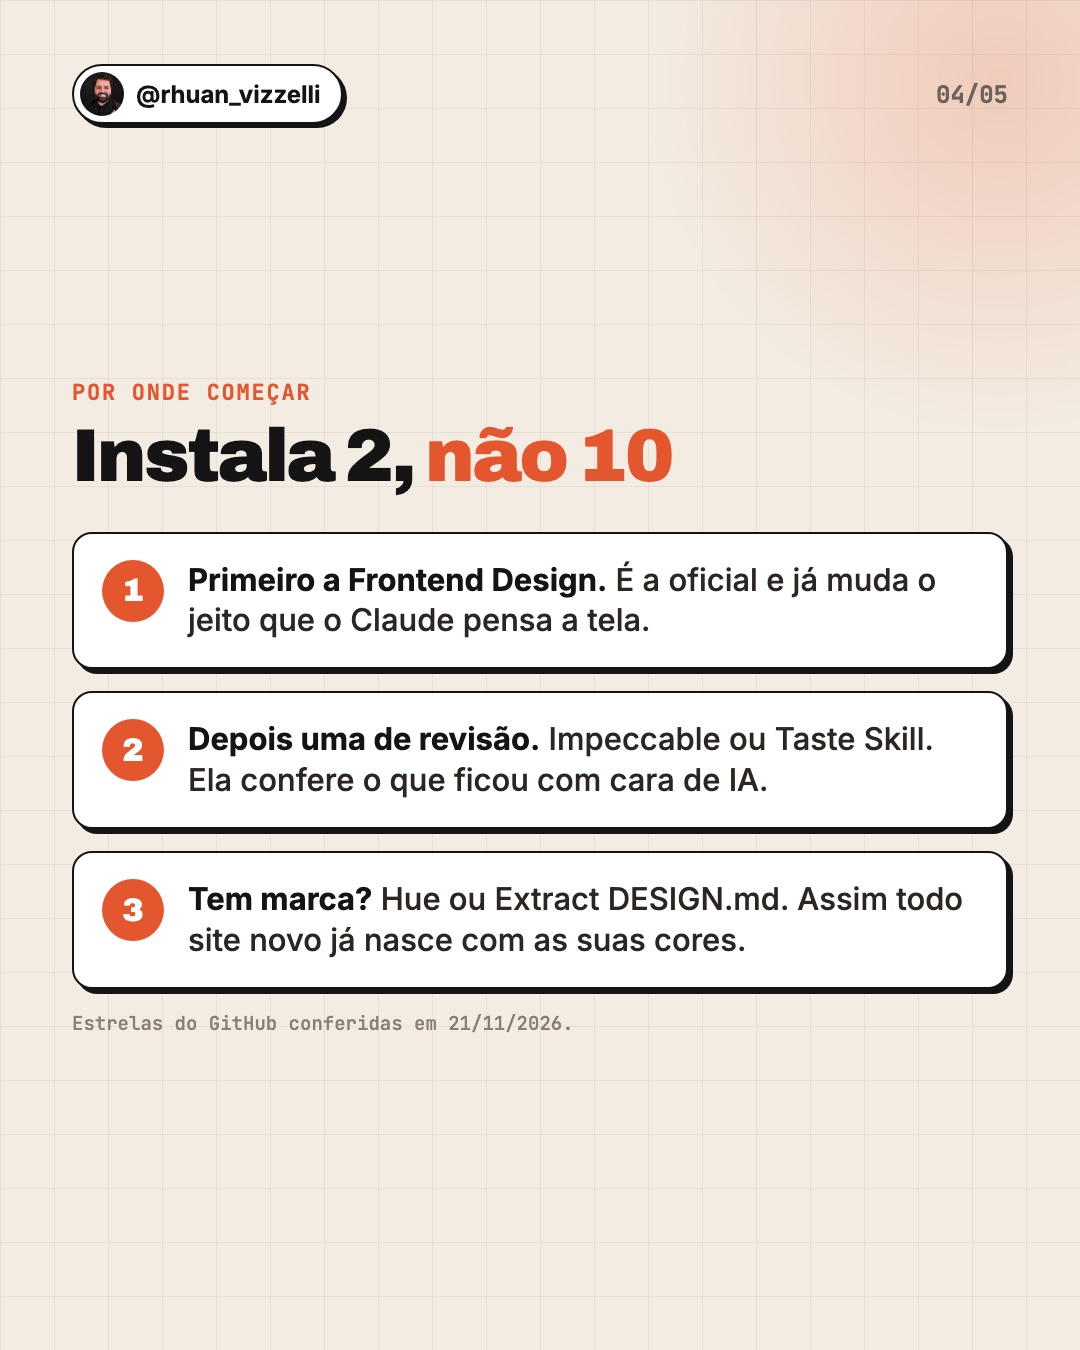 @rhuan_vizzelli
04/05
POR ONDE COMEÇAR
Instala 2, não 10
1
Primeiro a Frontend Design. É a oficial e já muda o
jeito que o Claude pensa a tela.
2
Depois uma de revisão. Impeccable ou Taste Skill.
Ela confere o que ficou com cara de IA.
3
Tem marca? Hue ou Extract DESIGN.md. Assim todo
site novo já nasce com as suas cores.
Estrelas do GitHub conferidas em 21/11/2026.